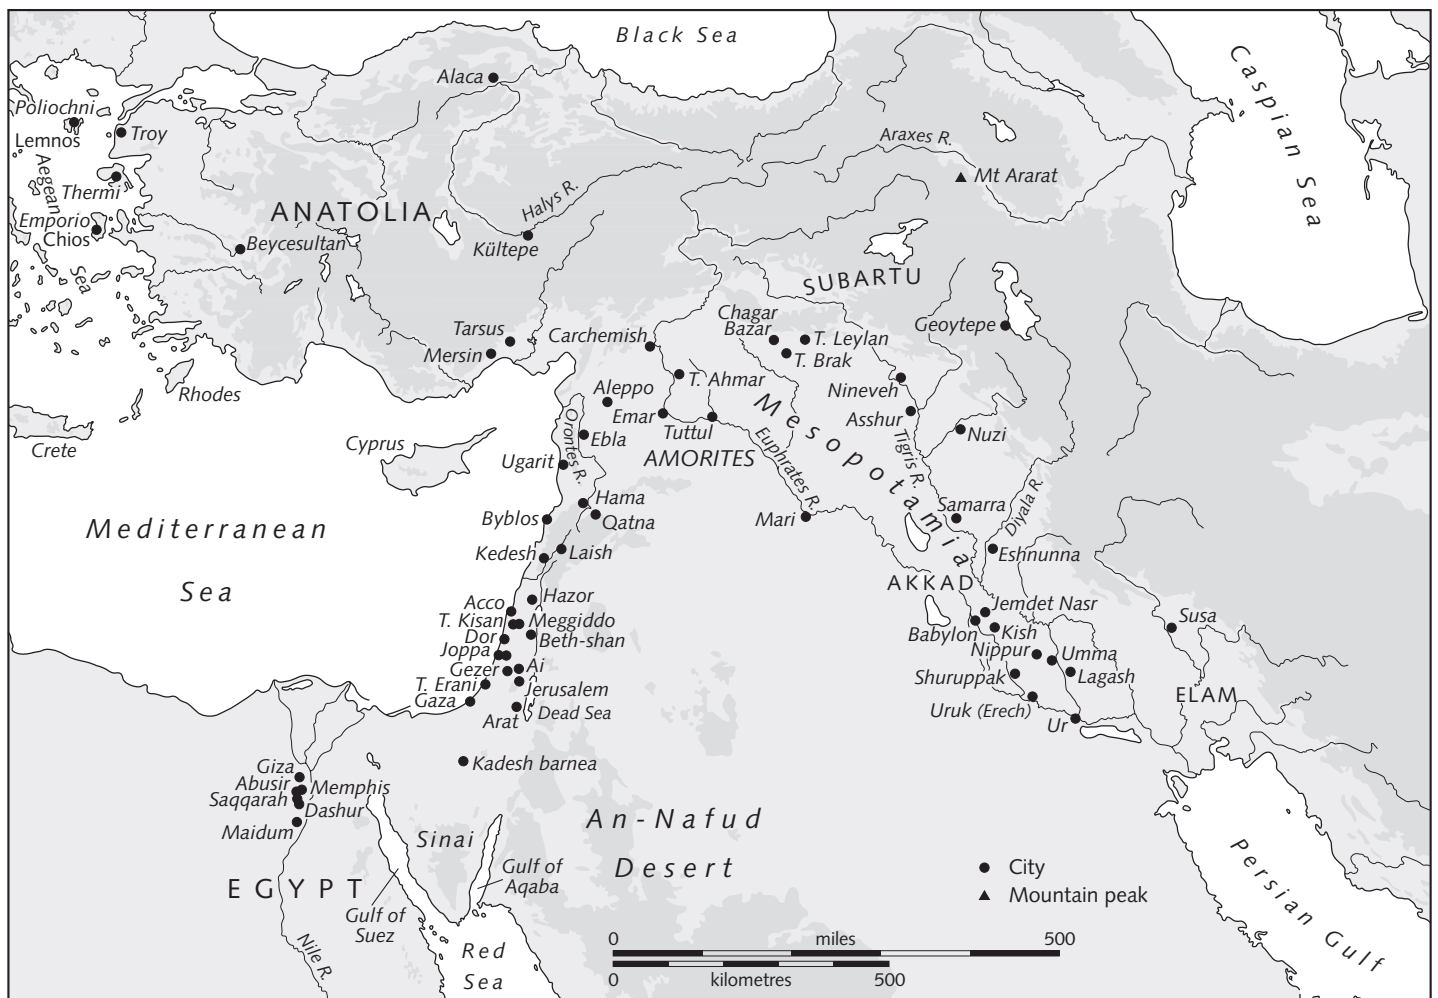 Black Sea
Caspian Sea
Alaca
Poliochni
Lemnos
Troy
Aegean
Sea
Thermi
Emporio
Chios
ANATOLIA
Halys R.
Araxes R.
Mt Ararat
Beycesultan
Kültepe
SUBARTU
Tarsus
Mersin
Carchemish
Chagar
Bazar
T. Leylan
T. Brak
Geoytepe
Rhodes
Crete
Cyprus
Aleppo
T. Ahmar
Emar
Tuttul
Nineveh
Asshur
Nuzi
Mesopotamia
Orontes R.
Ebla
AMORITES
Euphrates R.
Tigris R.
Ugarit
Hama
Qatna
Mari
Samarra
Diyala R.
Mediterranean
Sea
Byblos
Kedesh
Laish
Eshnunna
AKKAD
Acco
Hazor
T. Kisan
Meggiddo
Dor
Beth-shan
Joppa
Gezer
Ai
T. Erani
Jerusalem
Gaza
Arat
Dead Sea
Jemdet Nasr
Babylon
Kish
Nippur
Umma
Shuruppak
Lagash
Uruk (Erech)
Ur
Susa
ELAM
Kadesh barnea
Giza
Abusir
Memphis
Saqqarah
Dashur
Maidum
An-Nafud
Desert
Sinai
EGYPT
Gulf of
Suez
Gulf of
Aqaba
Nile R.
Red
Sea
Persian Gulf
City
Mountain peak
0 miles 500
0 kilometres 500